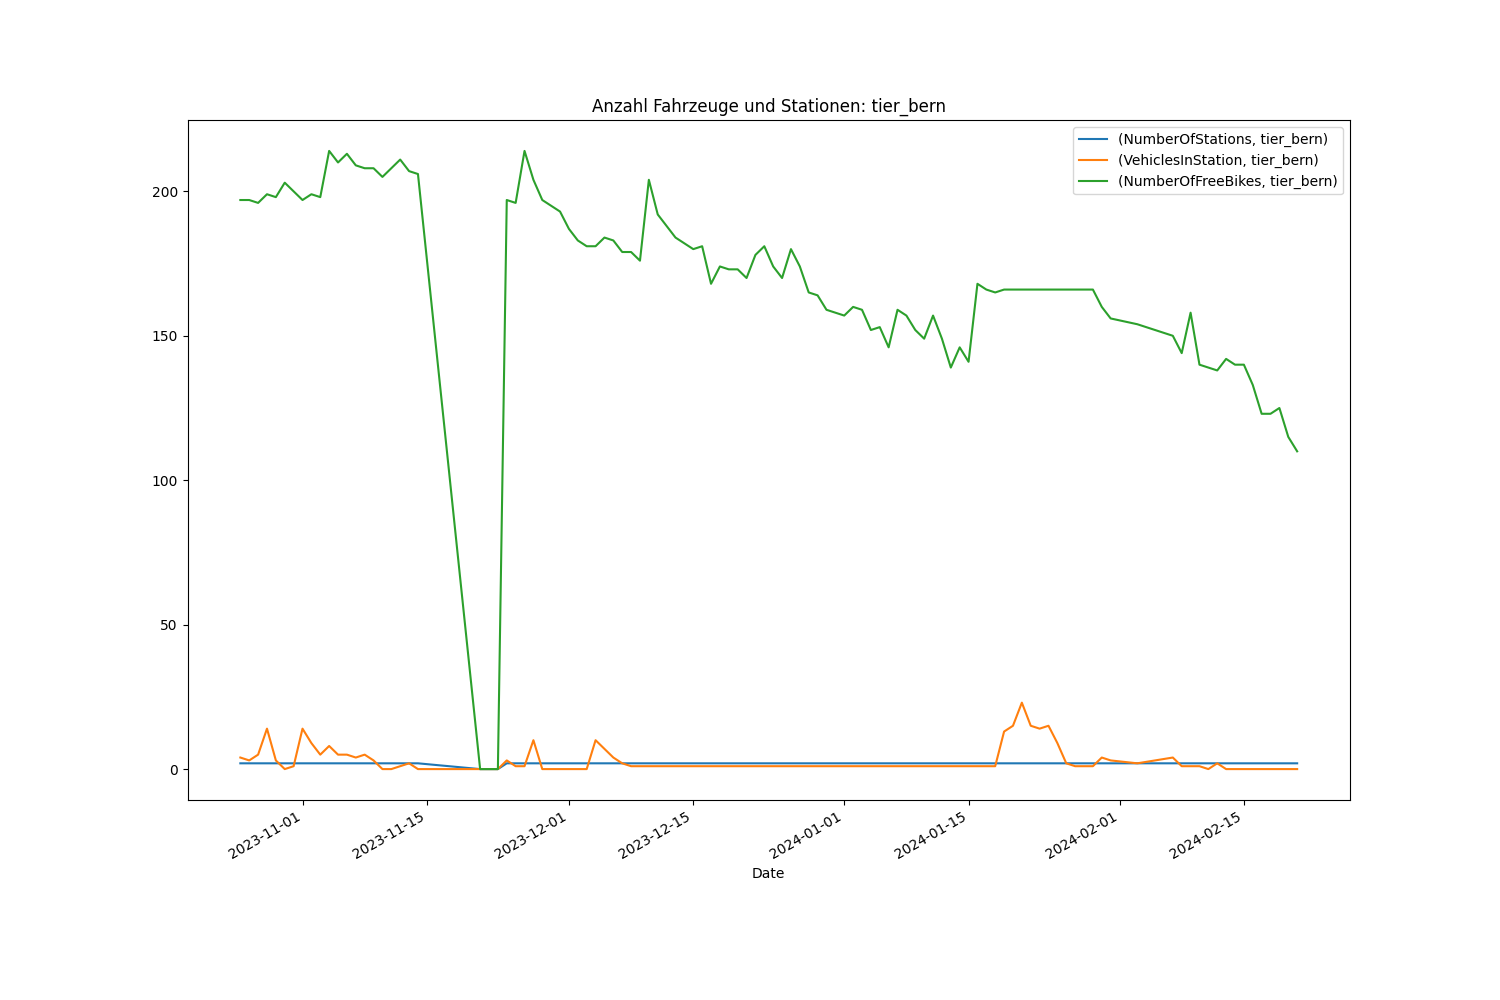 Anzahl Fahrzeuge und Stationen: tier_bern
(NumberOfStations, tier_bern)
(VehiclesInStation, tier_bern)
(NumberOfFreeBikes, tier_bern)
200
150
100
50
0
2023-11-01
2023-11-15
2023-12-01
2023-12-15
2024-01-01
2024-01-15
2024-02-01
2024-02-15
Date